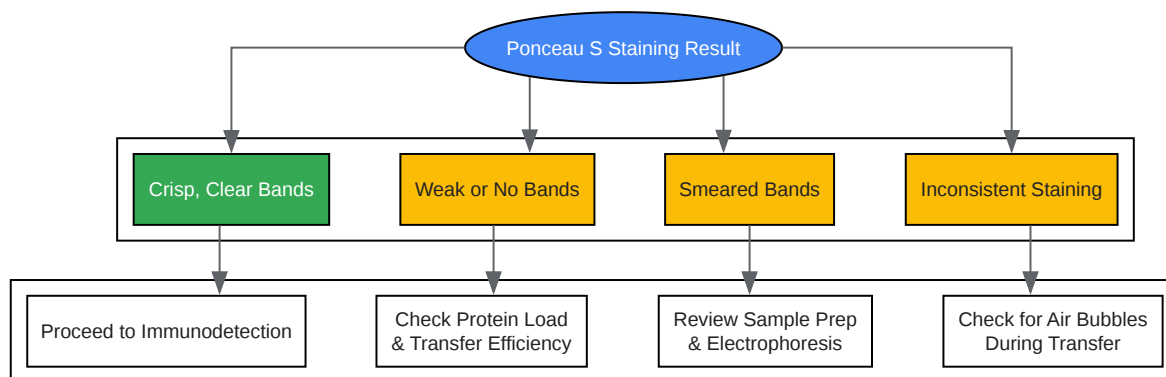 Ponceau S Staining Result
Crisp, Clear Bands
Weak or No Bands
Smeared Bands
Inconsistent Staining
Proceed to Immunodetection
Check Protein Load
& Transfer Efficiency
Review Sample Prep
& Electrophoresis
Check for Air Bubbles
During Transfer